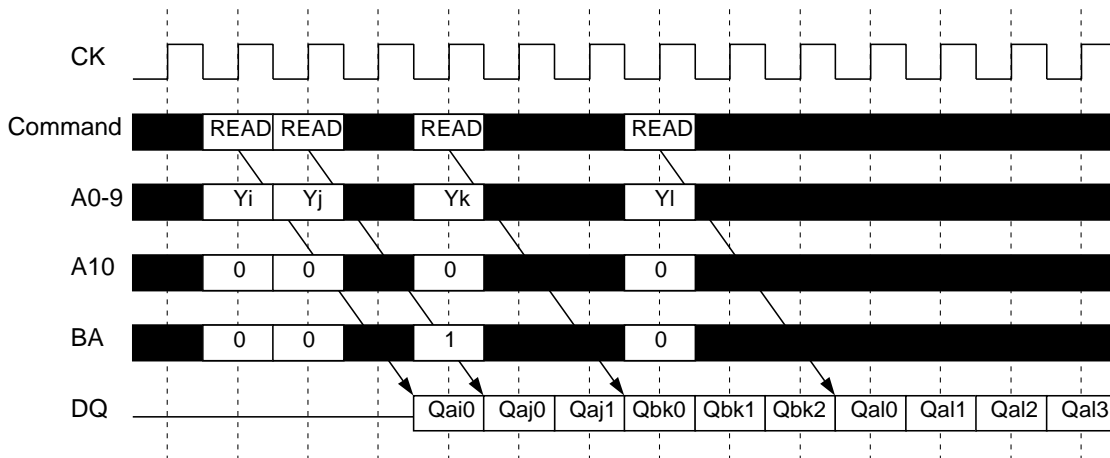 CK
Command READ READ READ READ
A0-9 Yi Yj Yk Yl
A10 0 0 0 0
BA 0 0 1 0
DQ Qai0 Qaj0 Qaj1 Qbk0 Qbk1 Qbk2 Qal0 Qal1 Qal2 Qal3